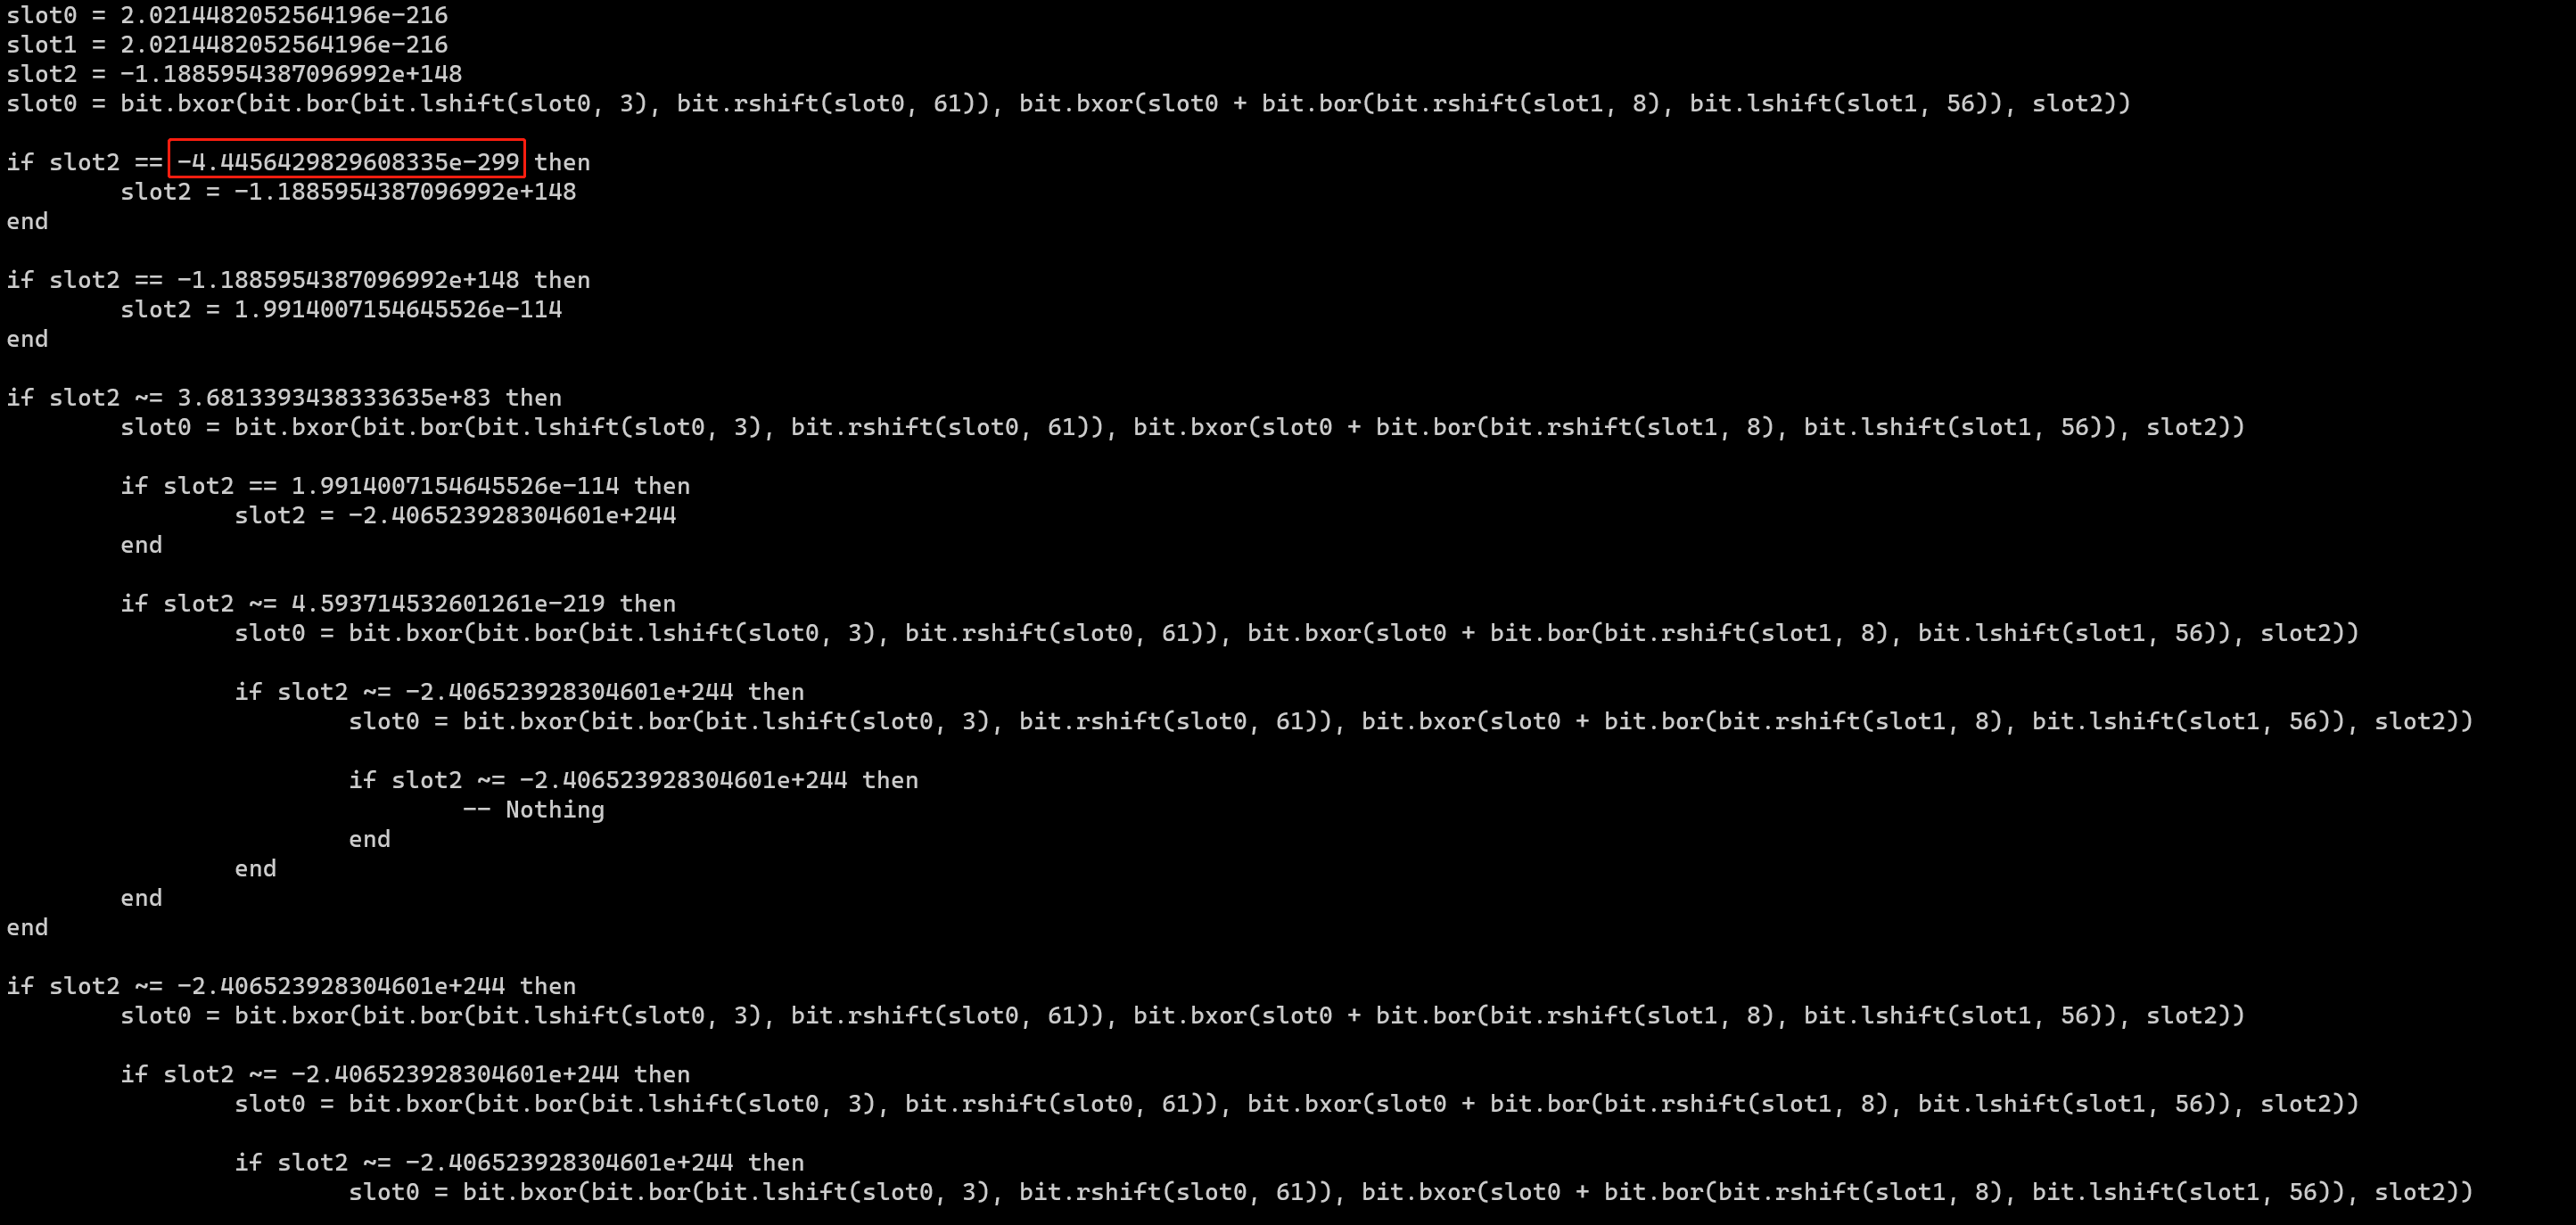 slot0 = 2.0214482052564196e-216
slot1 = 2.0214482052564196e-216
slot2 = -1.1885954387096992e+148
slot0 = bit.bxor(bit.bor(bit.lshift(slot0, 3), bit.rshift(slot0, 61)), bit.bxor(slot0 + bit.bor(bit.rshift(slot1, 8), bit.lshift(slot1, 56)), slot2))
if slot2 == -4.4456429829608335e-299 then
slot2 = -1.1885954387096992e+148
end
if slot2 == -1.1885954387096992e+148 then
slot2 = 1.9914007154645526e-114
end
if slot2 ~= 3.6813393438333635e+83 then
slot0 = bit.bxor(bit.bor(bit.lshift(slot0, 3), bit.rshift(slot0, 61)), bit.bxor(slot0 + bit.bor(bit.rshift(slot1, 8), bit.lshift(slot1, 56)), slot2))
if slot2 == 1.9914007154645526e-114 then
slot2 = -2.406523928304601e+244
end
if slot2 ~= 4.593714532601261e-219 then
slot0 = bit.bxor(bit.bor(bit.lshift(slot0, 3), bit.rshift(slot0, 61)), bit.bxor(slot0 + bit.bor(bit.rshift(slot1, 8), bit.lshift(slot1, 56)), slot2))
if slot2 ~= -2.406523928304601e+244 then
slot0 = bit.bxor(bit.bor(bit.lshift(slot0, 3), bit.rshift(slot0, 61)), bit.bxor(slot0 + bit.bor(bit.rshift(slot1, 8), bit.lshift(slot1, 56)), slot2))
if slot2 ~= -2.406523928304601e+244 then
-- Nothing
end
end
end
end
if slot2 ~= -2.406523928304601e+244 then
slot0 = bit.bxor(bit.bor(bit.lshift(slot0, 3), bit.rshift(slot0, 61)), bit.bxor(slot0 + bit.bor(bit.rshift(slot1, 8), bit.lshift(slot1, 56)), slot2))
if slot2 ~= -2.406523928304601e+244 then
slot0 = bit.bxor(bit.bor(bit.lshift(slot0, 3), bit.rshift(slot0, 61)), bit.bxor(slot0 + bit.bor(bit.rshift(slot1, 8), bit.lshift(slot1, 56)), slot2))
if slot2 ~= -2.406523928304601e+244 then
slot0 = bit.bxor(bit.bor(bit.lshift(slot0, 3), bit.rshift(slot0, 61)), bit.bxor(slot0 + bit.bor(bit.rshift(slot1, 8), bit.lshift(slot1, 56)), slot2))